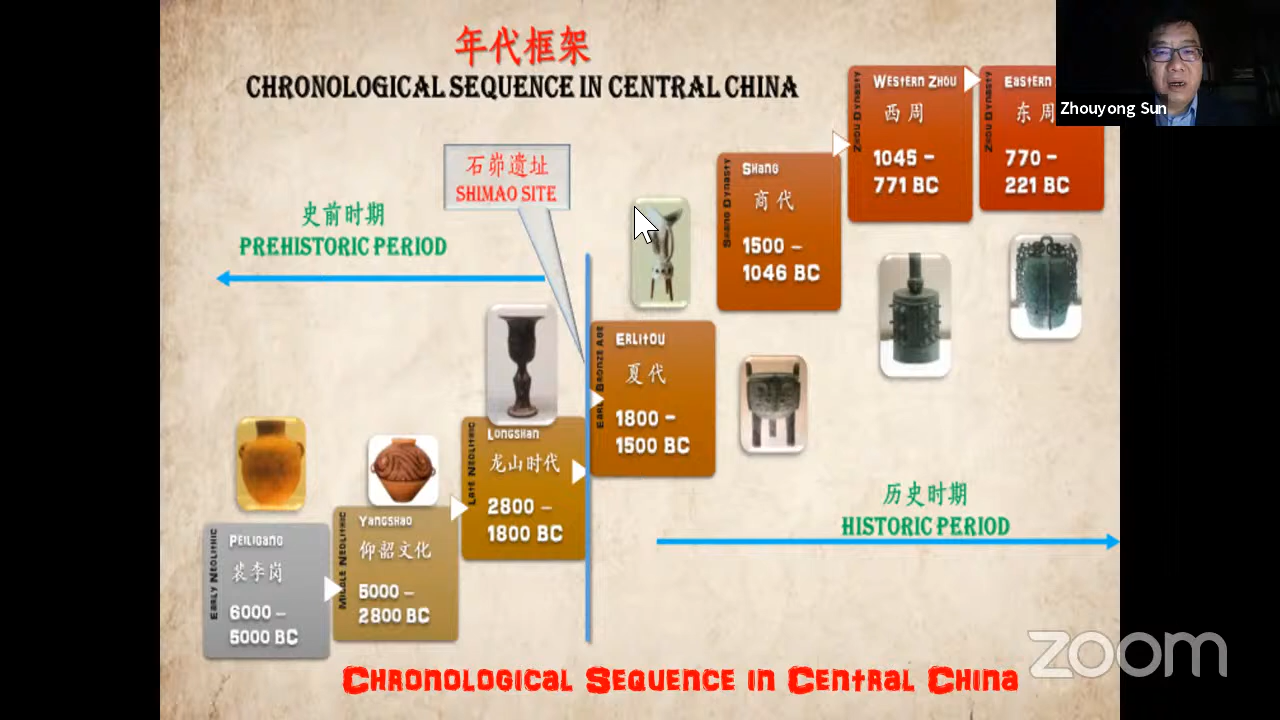 年代框架
CHRONOLOGICAL SEQUENCE IN CENTRAL CHINA
Zhouyong Sun
石峁遗址
SHIMAO SITE
史前时期
PREHISTORIC PERIOD
EARLY NEOLITHIC
PEILIGANG
裴李岗
6000 –
5000 BC
MIDDLE NEOLITHIC
YANGSHAO
仰韶文化
5000 –
2800 BC
LATE NEOLITHIC
LONGSHAN
龙山时代
2800 –
1800 BC
EARLY BRONZE AGE
ERLITOU
夏代
1800 –
1500 BC
SHANG DYNASTY
SHANG
商代
1500 –
1046 BC
ZHOU DYNASTY
WESTERN ZHOU
西周
1045 –
771 BC
ZHOU DYNASTY
EASTERN
东周
770 –
221 BC
历史时期
HISTORIC PERIOD
CHRONOLOGICAL SEQUENCE IN CENTRAL CHINA
zoom